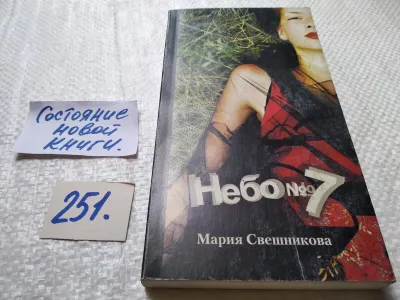 Состояние
новой
книги.
251.
Небо №7
Мария Свешникова